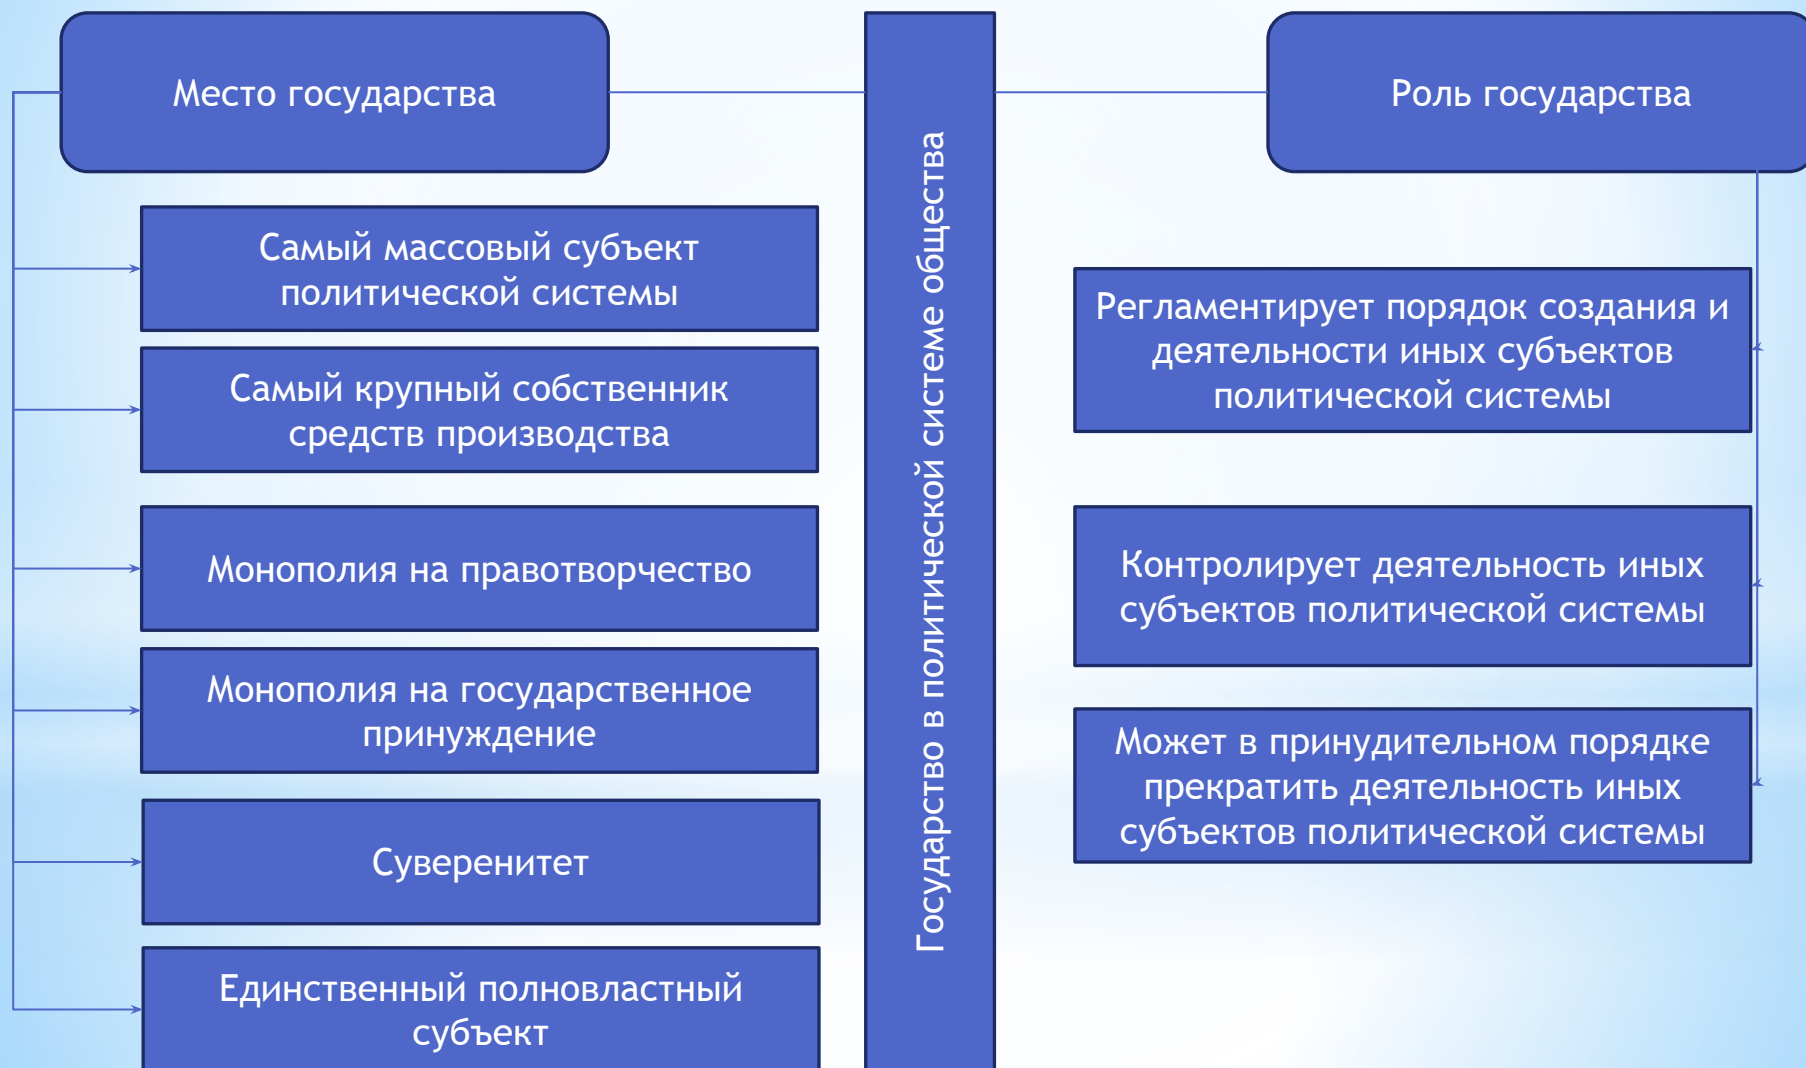 Место государства
Самый массовый субъект
политической системы
Самый крупный собственник
средств производства
Монополия на правотворчество
Монополия на государственное
принуждение
Суверенитет
Единственный полновластный
субъект
Государство в политической системе общества
Роль государства
Регламентирует порядок создания и
деятельности иных субъектов
политической системы
Контролирует деятельность иных
субъектов политической системы
Может в принудительном порядке
прекратить деятельность иных
субъектов политической системы